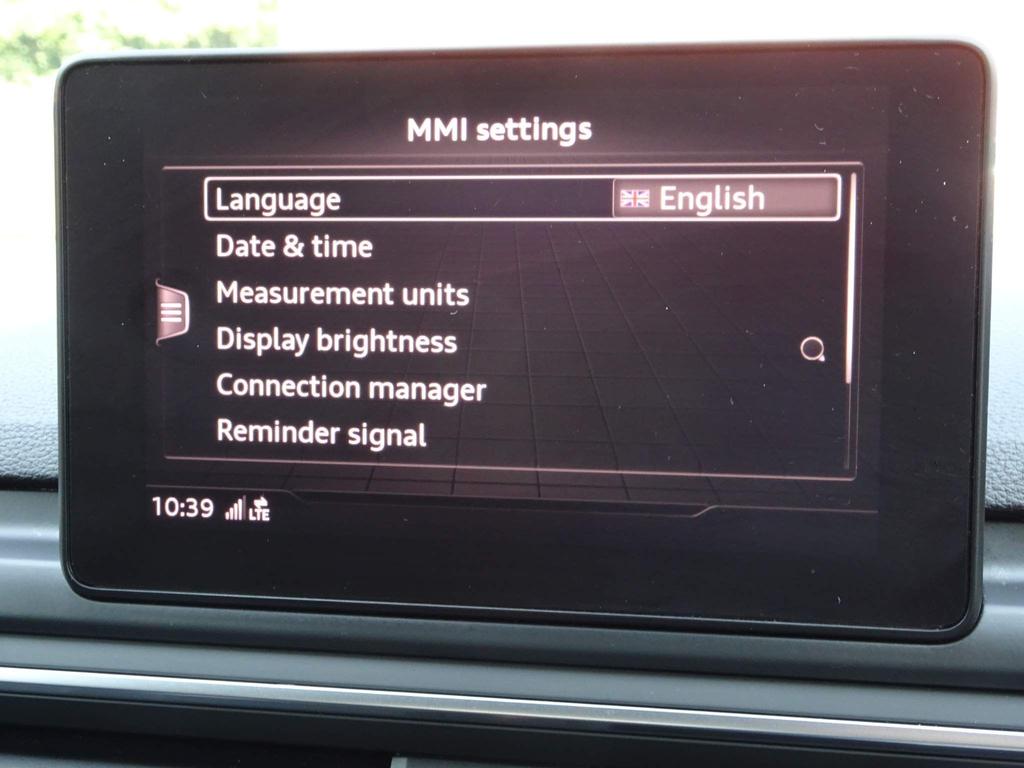 MMI settings
Language English
Date & time
Measurement units
Display brightness
Connection manager
Reminder signal
10:39 LTE